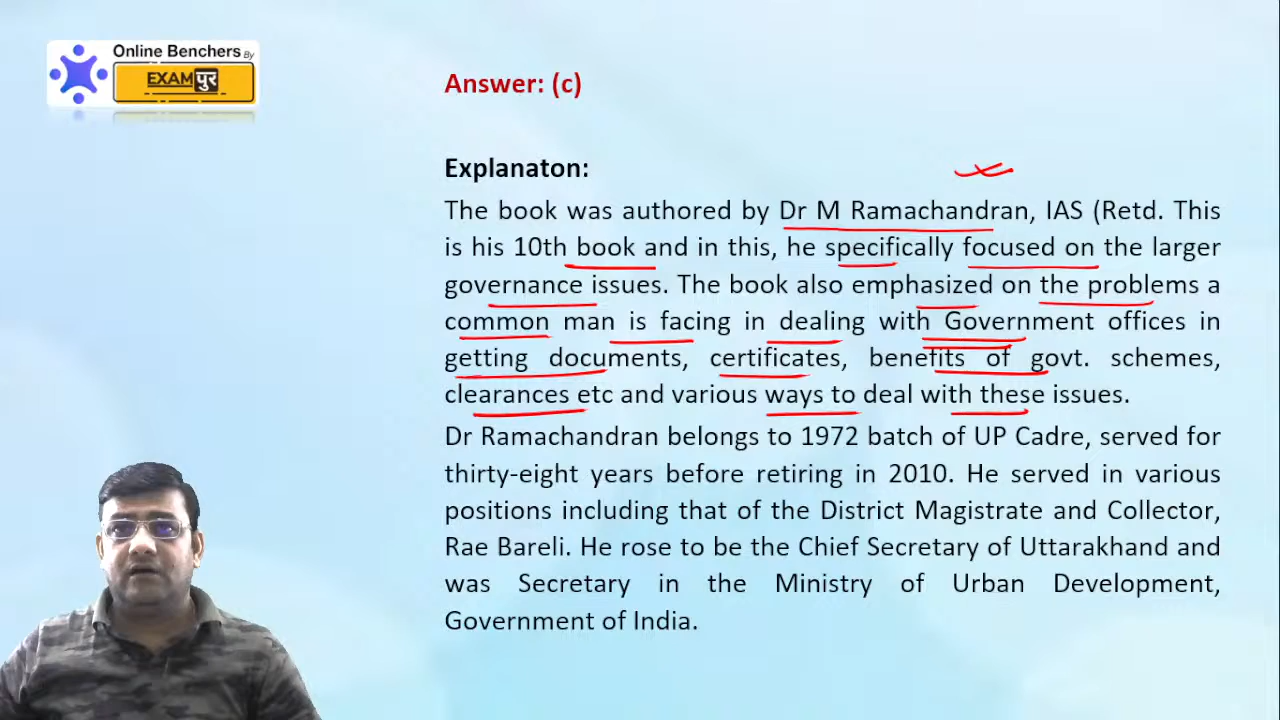 Online Benchers By
EXAMपुर
Answer: (c)
Explanaton:
The book was authored by Dr M Ramachandran, IAS (Retd. This
is his 10th book and in this, he specifically focused on the larger
governance issues. The book also emphasized on the problems a
common man is facing in dealing with Government offices in
getting documents, certificates, benefits of govt. schemes,
clearances etc and various ways to deal with these issues.
Dr Ramachandran belongs to 1972 batch of UP Cadre, served for
thirty-eight years before retiring in 2010. He served in various
positions including that of the District Magistrate and Collector,
Rae Bareli. He rose to be the Chief Secretary of Uttarakhand and
was Secretary in the Ministry of Urban Development,
Government of India.